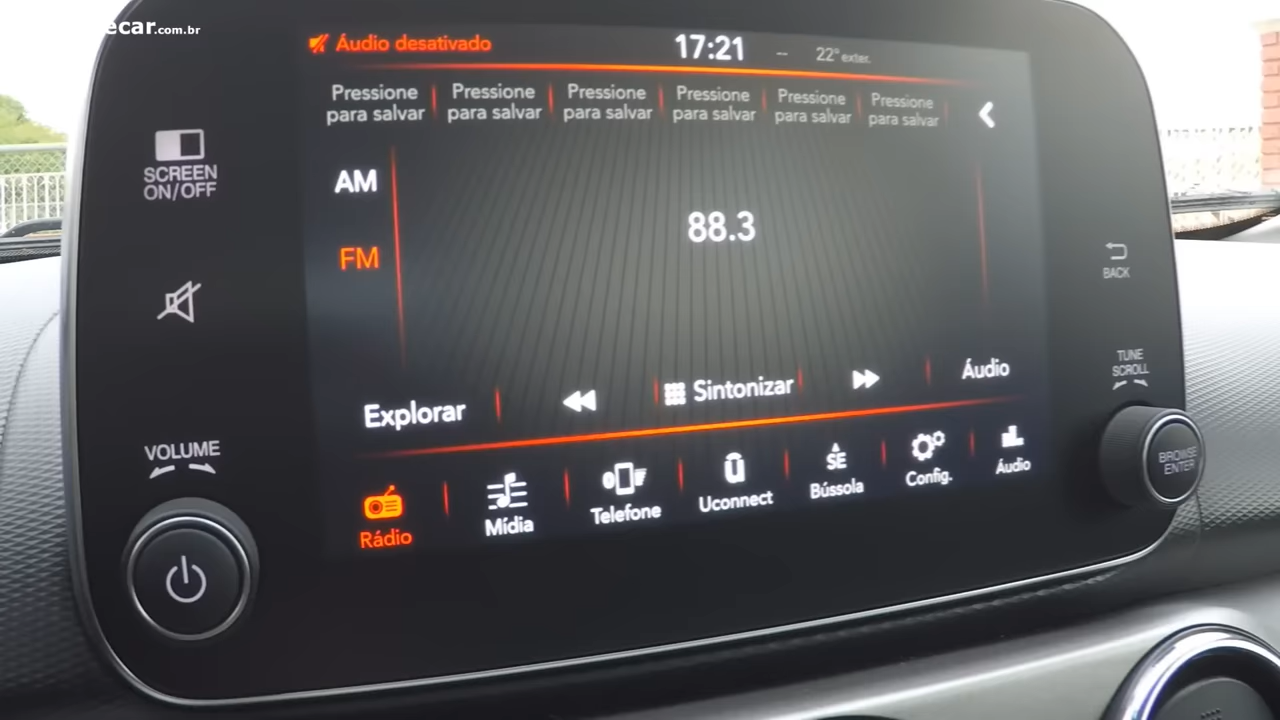 ecar.com.br
Áudio desativado
17:21
--
22° exter.
Pressione
para salvar
Pressione
para salvar
Pressione
para salvar
Pressione
para salvar
Pressione
para salvar
Pressione
para salvar
SCREEN
ON/OFF
AM
88.3
FM
BACK
TUNE
SCROLL
Explorar
Sintonizar
Áudio
VOLUME
BROWSE
ENTER
Rádio
Mídia
Telefone
Uconnect
SE
Bússola
Config.
Áudio